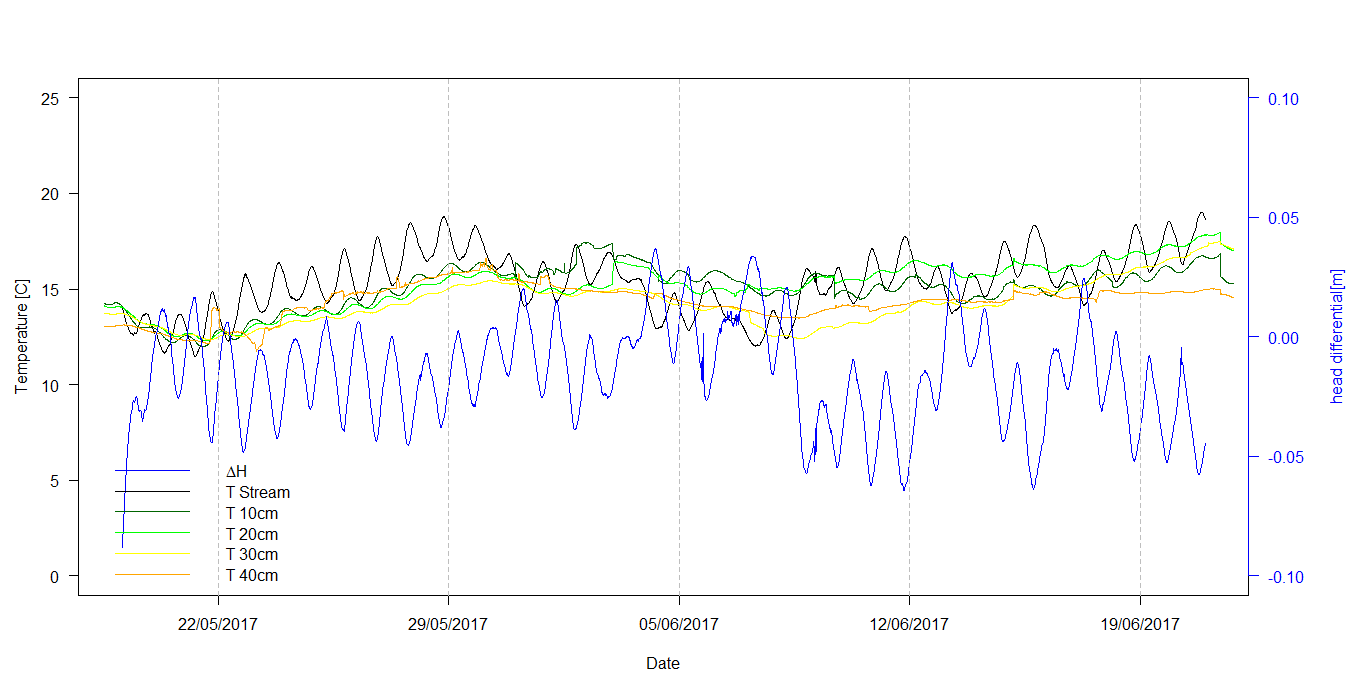 25
20
15
10
5
0
Temperature [C]
0.10
0.05
0.00
-0.05
-0.10
head differential[m]
ΔH
T Stream
T 10cm
T 20cm
T 30cm
T 40cm
22/05/2017
29/05/2017
05/06/2017
12/06/2017
19/06/2017
Date